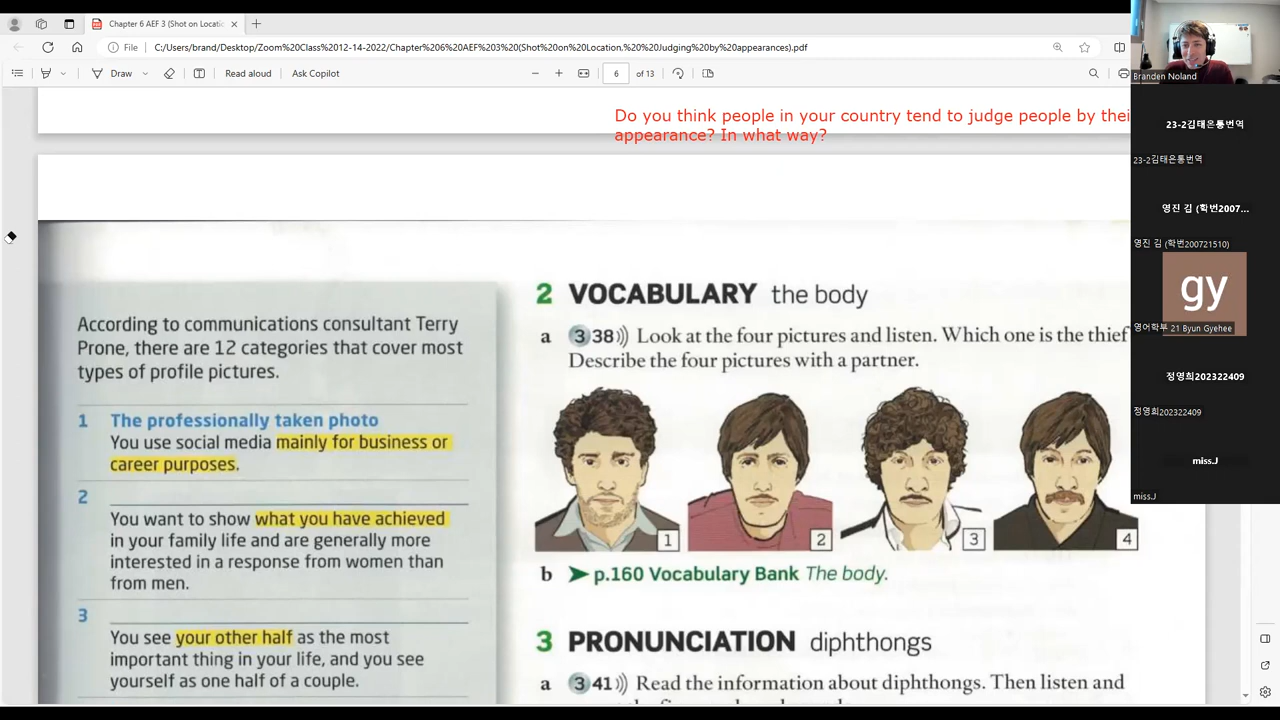 Chapter 6 AEF 3 (Shot on Locatio
File
C:/Users/brand/Desktop/Zoom%20Class%2012-14-2022/Chapter%206%20AEF%203%20(Shot%20on%20Location.%20%20Judging%20by%20appearances).pdf
Draw
Read aloud
Ask Copilot
6 of 13
Do you think people in your country tend to judge people by thei
appearance? In what way?
According to communications consultant Terry
Prone, there are 12 categories that cover most
types of profile pictures.
1 The professionally taken photo
You use social media mainly for business or
career purposes.
2
You want to show what you have achieved
in your family life and are generally more
interested in a response from women than
from men.
3
You see your other half as the most
important thing in your life, and you see
yourself as one half of a couple.
2 VOCABULARY the body
a 3 38))) Look at the four pictures and listen. Which one is the thief
Describe the four pictures with a partner.
1
2
3
4
b ➤ p.160 Vocabulary Bank The body.
3 PRONUNCIATION diphthongs
a 3 41))) Read the information about diphthongs. Then listen and
Branden Noland
23-2김태은통번역
23-2김태은통번역
영진 김 (학번2007...
영진 김 (학번200721510)
gy
영어학부 21 Byun Gyehee
정영희202322409
정영희202322409
miss.J
miss.J